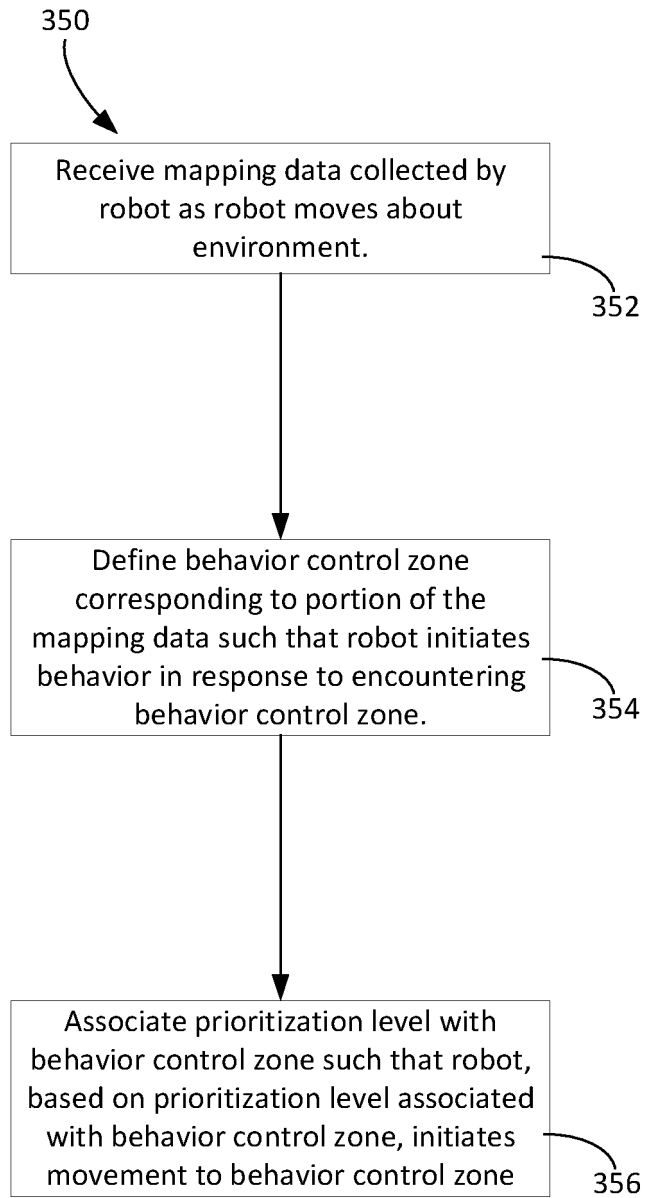 350
Receive mapping data collected by
robot as robot moves about
environment.
352
Define behavior control zone
corresponding to portion of the
mapping data such that robot initiates
behavior in response to encountering
behavior control zone.
354
Associate prioritization level with
behavior control zone such that robot,
based on prioritization level associated
with behavior control zone, initiates
movement to behavior control zone
356